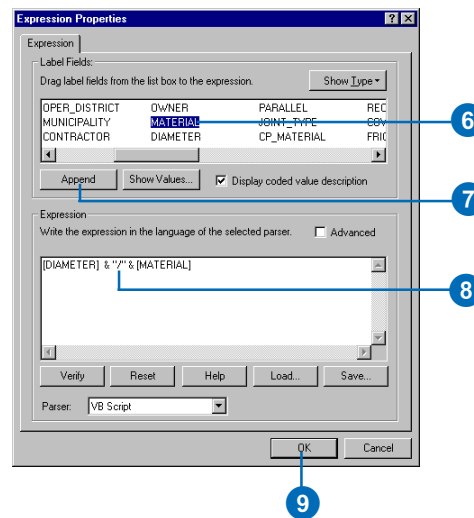 Expression Properties ? X
Expression
Label Fields:
Drag label fields from the list box to the expression. Show Type
OPER_DISTRICT OWNER PARALLEL REC
MUNICIPALITY MATERIAL JOINT_TYPE COV
CONTRACTOR DIAMETER CP_MATERIAL FRIC
6
Append Show Values... Display coded value description
7
Expression
Write the expression in the language of the selected parser. Advanced
[DIAMETER] & "/" & [MATERIAL]
8
Verify Reset Help Load... Save...
Parser: VB Script
OK Cancel
9